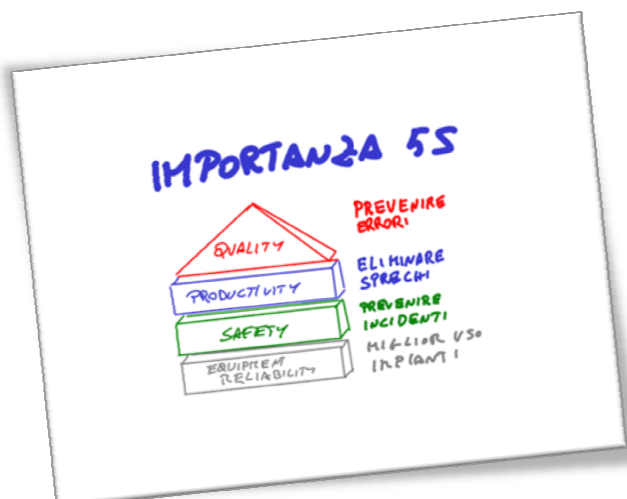 IMPORTANZA 5S
QUALITY
PREVENIRE
ERRORI
PRODUCTIVITY
ELIMINARE
SPRECHI
SAFETY
PREVENIRE
INCIDENTI
EQUIPMENT
RELIABILITY
MIGLIOR USO
IMPIANTI